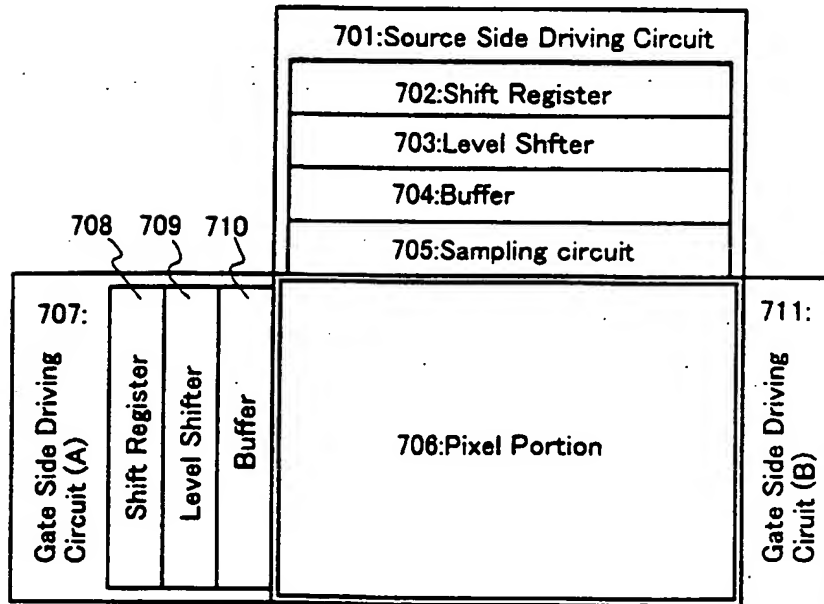 701:Source Side Driving Circuit
702:Shift Register
703:Level Shfter
704:Buffer
705:Sampling circuit
708 709 710
707:
Gate Side Driving
Circuit (A)
Shift Register
Level Shifter
Buffer
706:Pixel Portion
711:
Gate Side Driving
Ciruit (B)